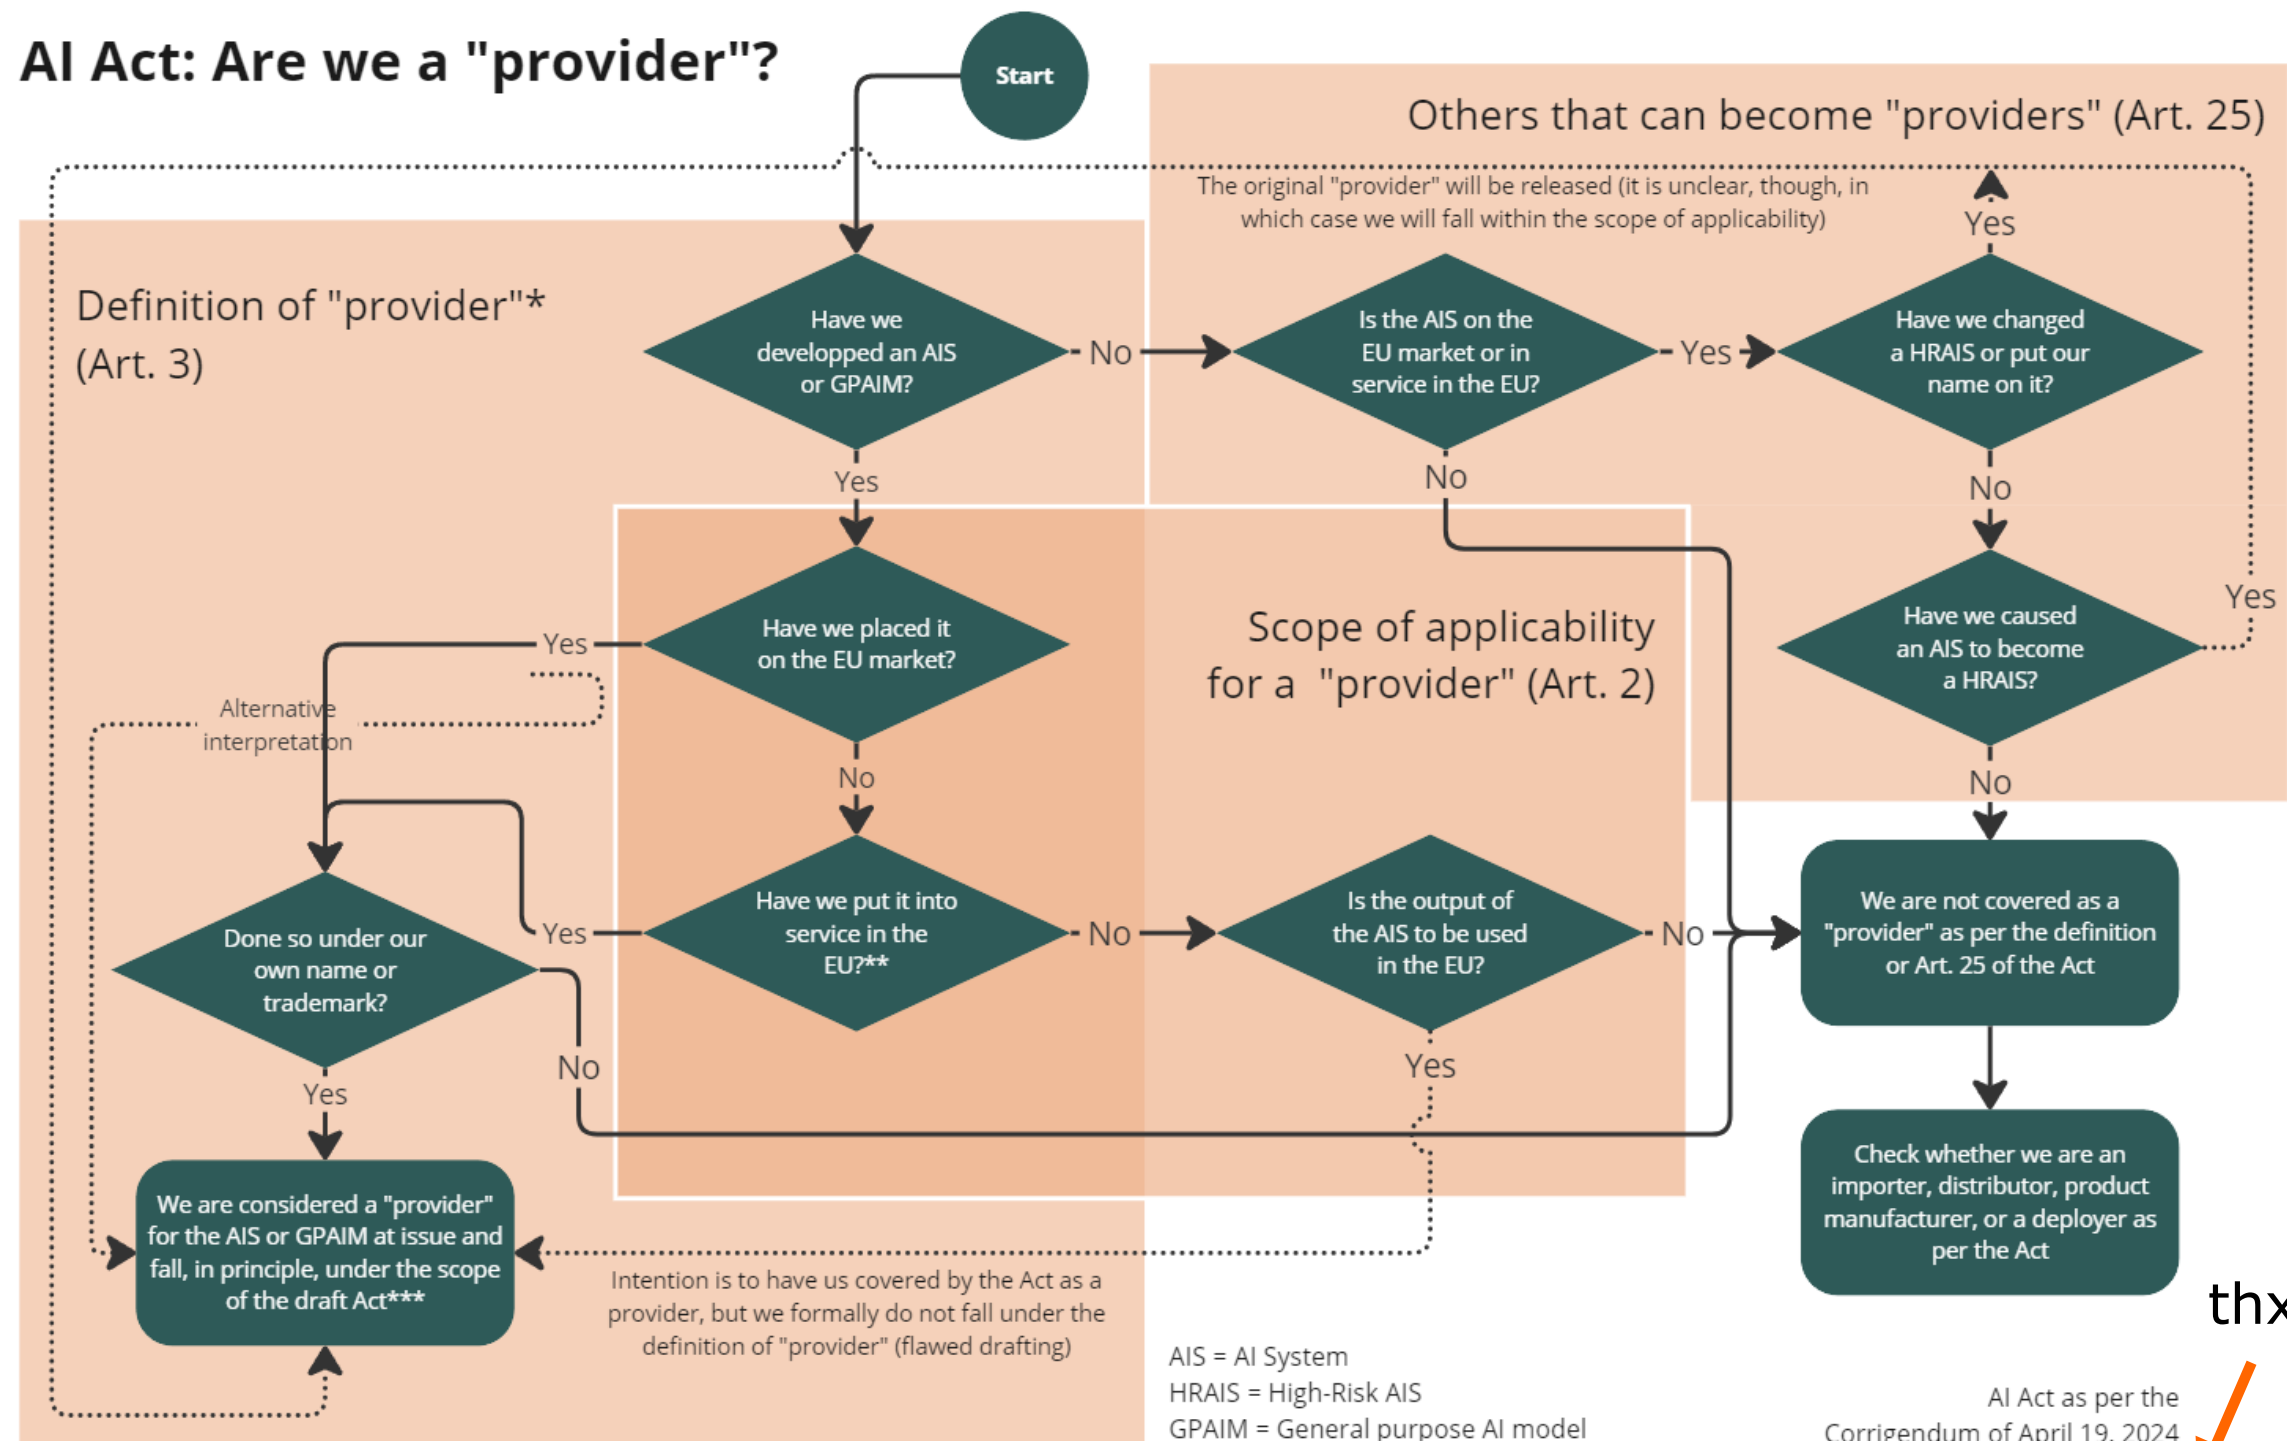 AI Act: Are we a "provider"?
Start
Others that can become "providers" (Art. 25)
The original "provider" will be released (it is unclear, though, in
which case we will fall within the scope of applicability)
Yes
Definition of "provider"*
(Art. 3)
Have we
developped an AIS
or GPAIM?
No
Is the AIS on the
EU market or in
service in the EU?
Yes
Have we changed
a HRAIS or put our
name on it?
Yes
No
No
Have we placed it
on the EU market?
Yes
Scope of applicability
for a "provider" (Art. 2)
Have we caused
an AIS to become
a HRAIS?
Yes
Alternative
interpretation
No
No
Done so under our
own name or
trademark?
Yes
Have we put it into
service in the
EU?**
No
Is the output of
the AIS to be used
in the EU?
No
We are not covered as a
"provider" as per the definition
or Art. 25 of the Act
Yes
No
Yes
We are considered a "provider"
for the AIS or GPAIM at issue and
fall, in principle, under the scope
of the draft Act***
Check whether we are an
importer, distributor, product
manufacturer, or a deployer as
per the Act
Intention is to have us covered by the Act as a
provider, but we formally do not fall under the
definition of "provider" (flawed drafting)
thx
AIS = AI System
HRAIS = High-Risk AIS
GPAIM = General purpose AI model
AI Act as per the
Corrigendum of April 19, 2024